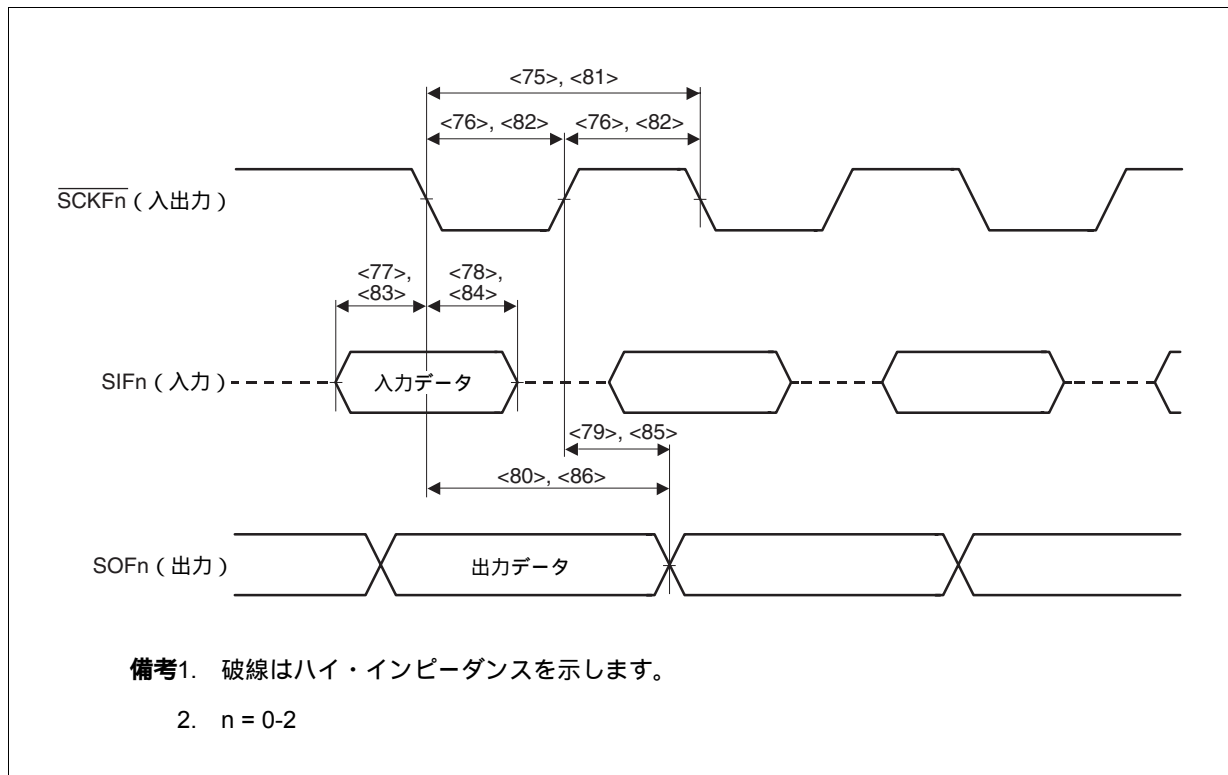 <75>, <81>
<76>, <82> <76>, <82>
SCKFn（入出力）
<77>, <78>,
<83> <84>
SIFn（入力） 入力データ
<79>, <85>
<80>, <86>
SOFn（出力） 出力データ
備考1. 破線はハイ・インピーダンスを示します。
2. n = 0-2